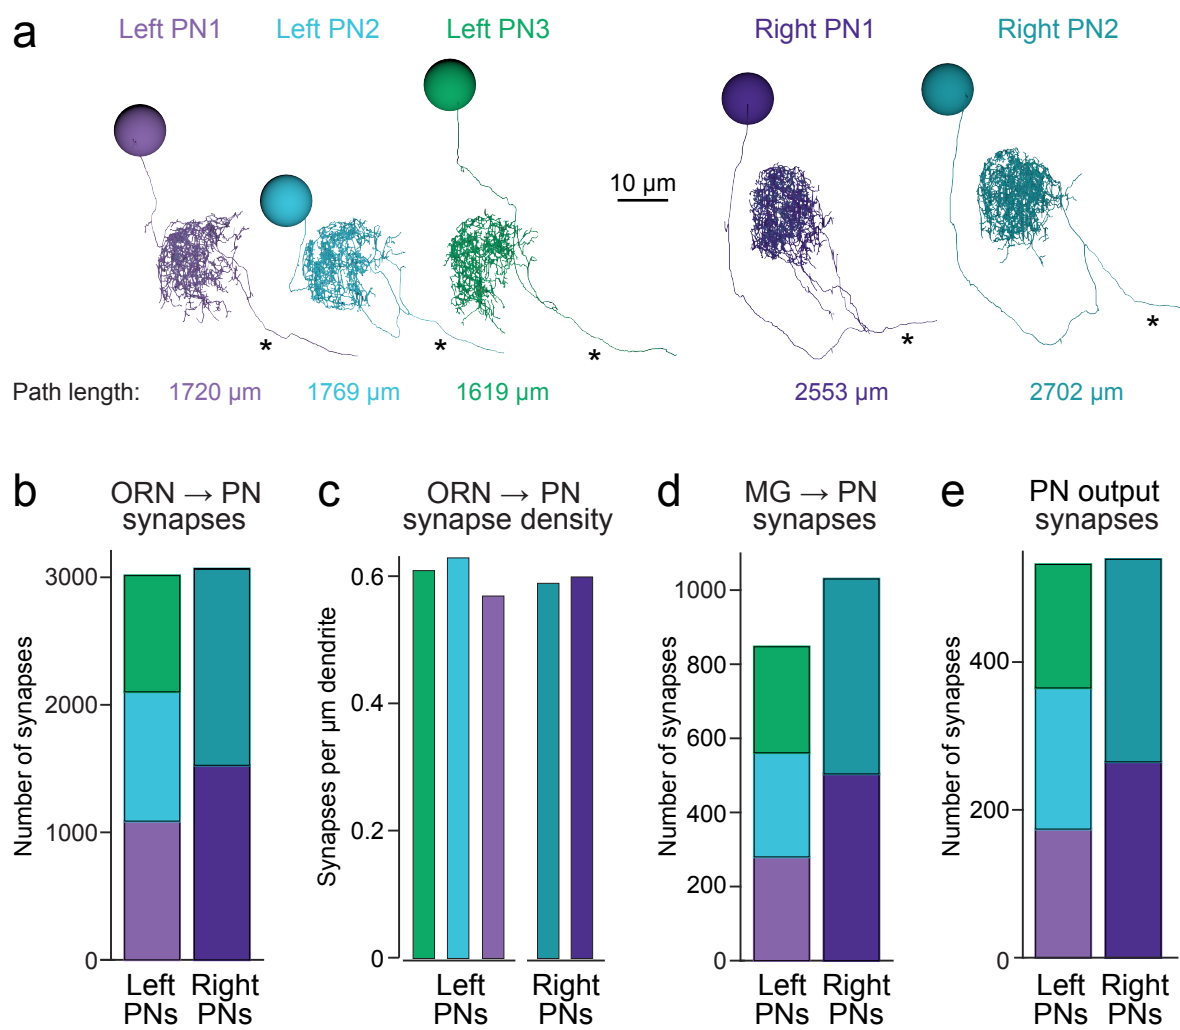 a
Left PN1 Left PN2 Left PN3 Right PN1 Right PN2
10 µm
* * * * *
Path length: 1720 µm 1769 µm 1619 µm 2553 µm 2702 µm
b
ORN → PN
synapses
Number of synapses
3000
2000
1000
0
Left
PNs
Right
PNs
c
ORN → PN
synapse density
Synapses per µm dendrite
0.6
0.4
0.2
0
Left
PNs
Right
PNs
d
MG → PN
synapses
Number of synapses
1000
800
600
400
200
0
Left
PNs
Right
PNs
e
PN output
synapses
Number of synapses
400
200
0
Left
PNs
Right
PNs